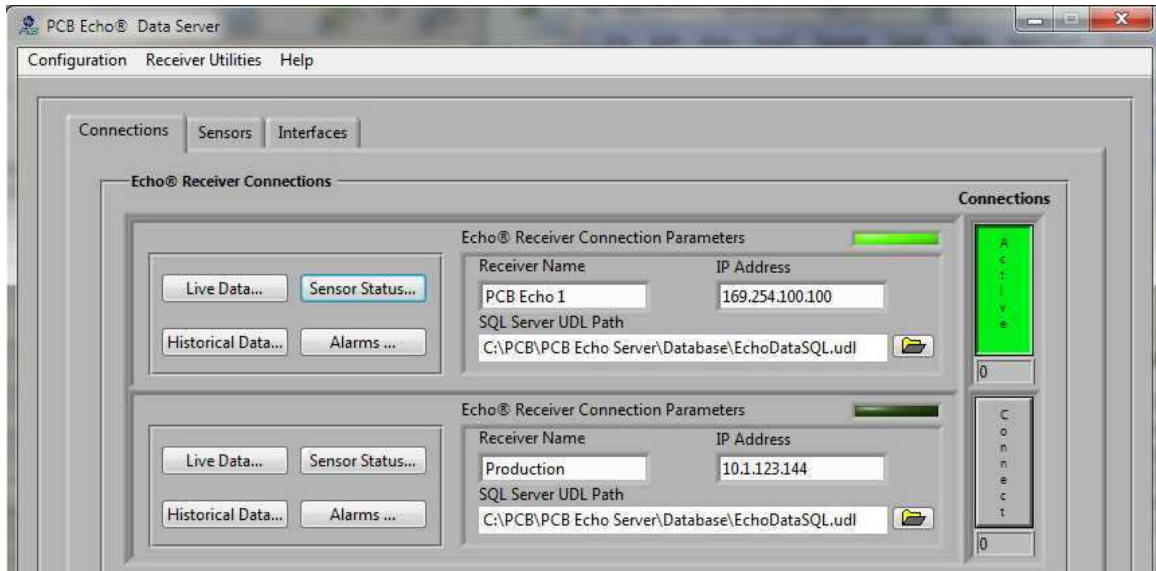 PCB Echo® Data Server
Configuration Receiver Utilities Help
Connections Sensors Interfaces
Echo® Receiver Connections
Connections
Echo® Receiver Connection Parameters
Live Data... Sensor Status...
Historical Data... Alarms ...
Receiver Name IP Address
PCB Echo 1 169.254.100.100
SQL Server UDL Path
C:\PCB\PCB Echo Server\Database\EchoDataSQL.udl
Active
0
Echo® Receiver Connection Parameters
Live Data... Sensor Status...
Historical Data... Alarms ...
Receiver Name IP Address
Production 10.1.123.144
SQL Server UDL Path
C:\PCB\PCB Echo Server\Database\EchoDataSQL.udl
Connect
0